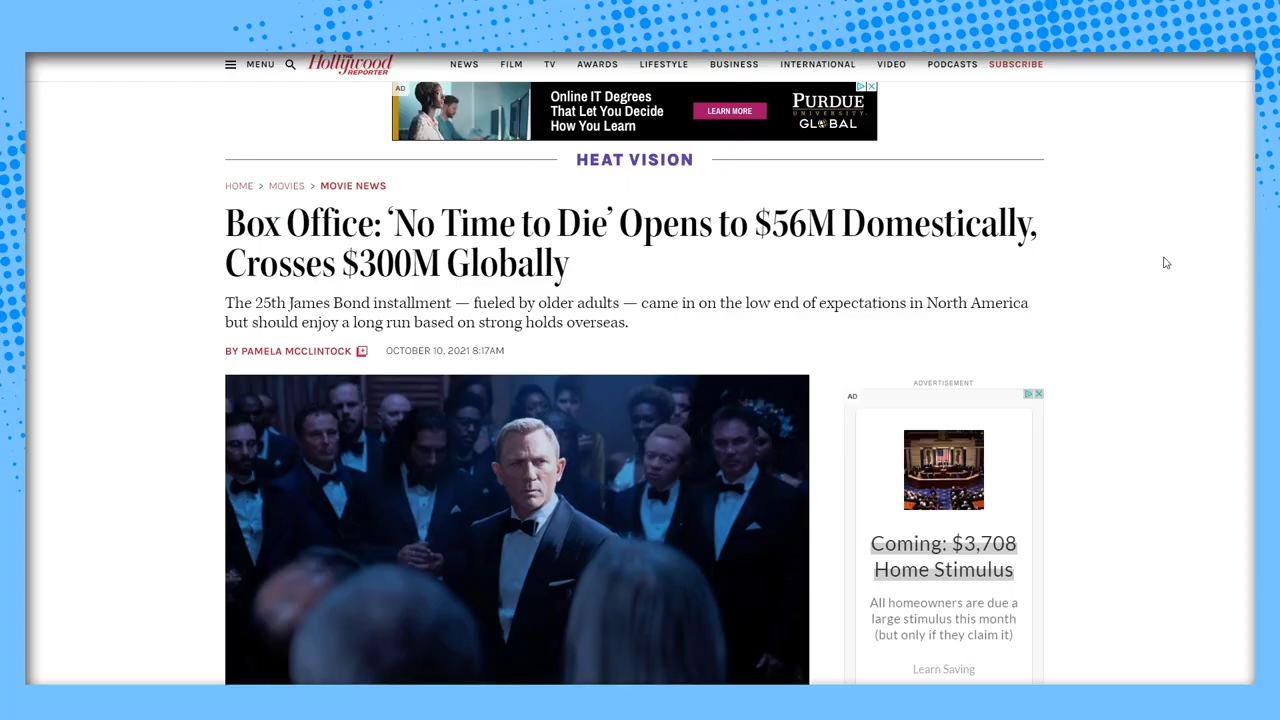 MENU
Hollywood
REPORTER
NEWS FILM TV AWARDS LIFESTYLE BUSINESS INTERNATIONAL VIDEO PODCASTS SUBSCRIBE
AD
Online IT Degrees
That Let You Decide
How You Learn
LEARN MORE
PURDUE
UNIVERSITY
GLOBAL
HEAT VISION
HOME > MOVIES > MOVIE NEWS
Box Office: ‘No Time to Die’ Opens to $56M Domestically,
Crosses $300M Globally
The 25th James Bond installment — fueled by older adults — came in on the low end of expectations in North America
but should enjoy a long run based on strong holds overseas.
BY PAMELA MCCLINTOCK OCTOBER 10, 2021 8:17AM
ADVERTISEMENT
AD
Coming: $3,708
Home Stimulus
All homeowners are due a
large stimulus this month
(but only if they claim it)
Learn Saving